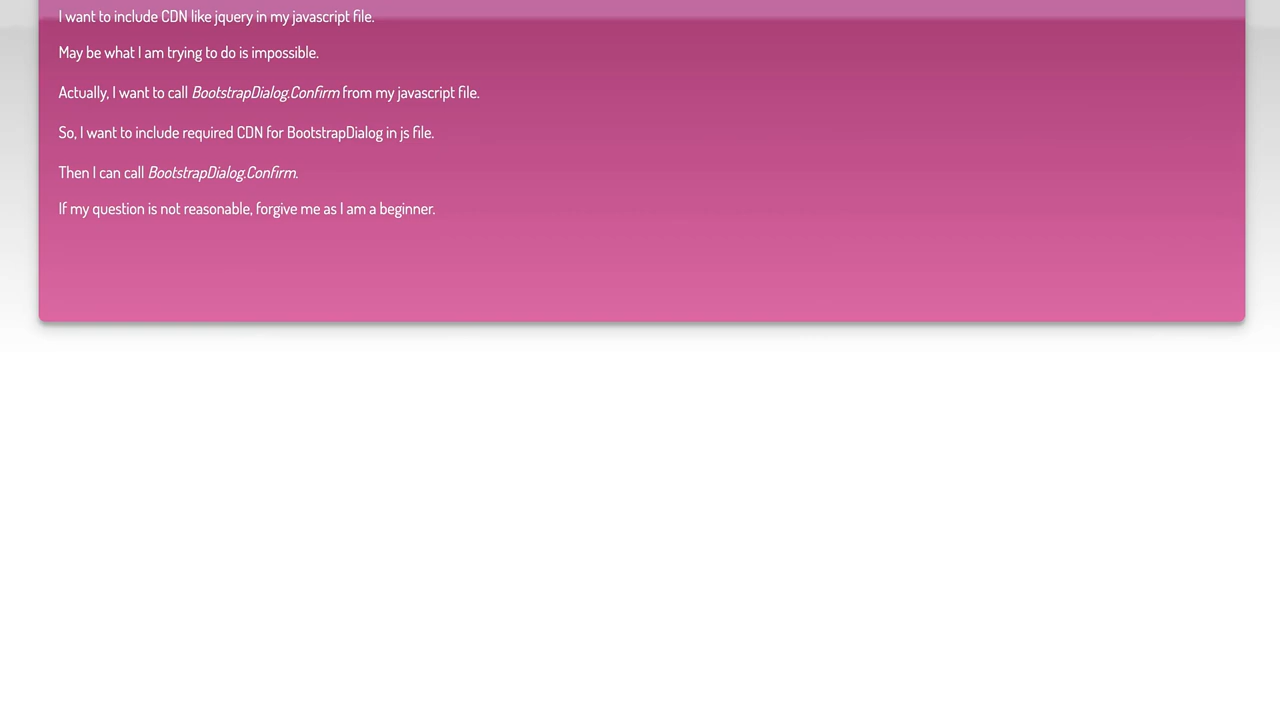 I want to include CDN like jquery in my javascript file.
May be what I am trying to do is impossible.
Actually, I want to call BootstrapDialog.Confirm from my javascript file.
So, I want to include required CDN for BootstrapDialog in js file.
Then I can call BootstrapDialog.Confirm.
If my question is not reasonable, forgive me as I am a beginner.